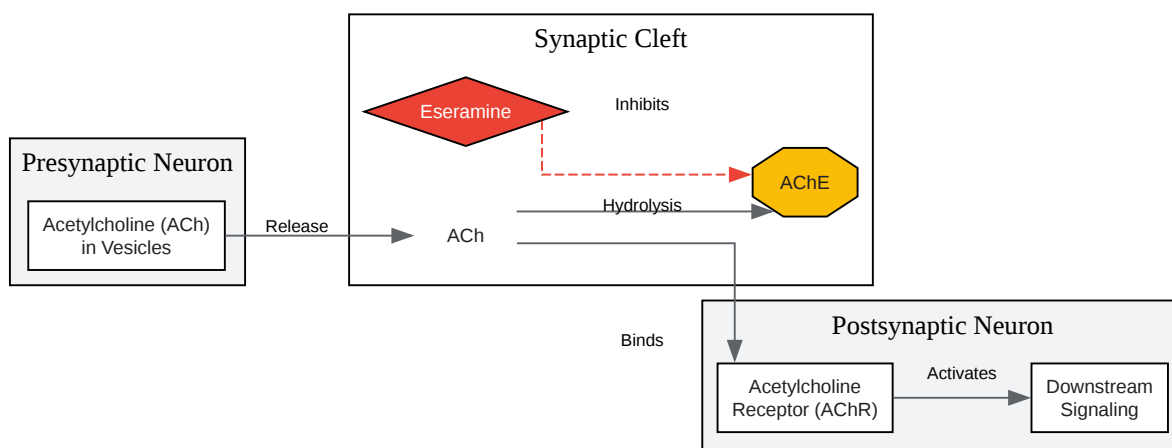 Synaptic Cleft
Eseramine
Inhibits
Presynaptic Neuron
AChE
Acetylcholine (ACh)
in Vesicles
Release
Hydrolysis
ACh
Binds
Postsynaptic Neuron
Acetylcholine
Receptor (AChR)
Activates
Downstream
Signaling